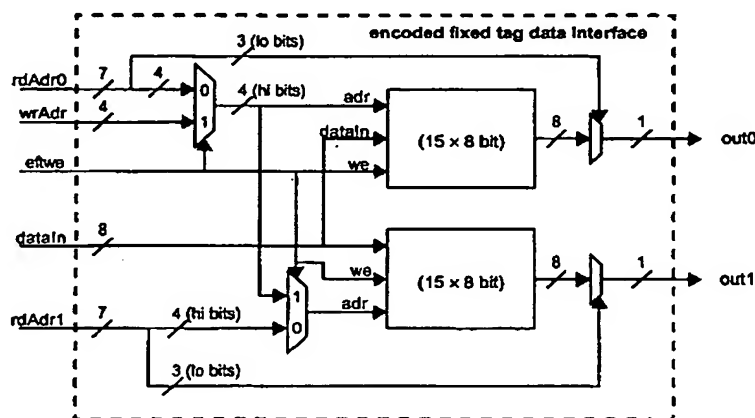 encoded fixed tag data interface
3 (lo bits)
rdAdr0
7
4
0
4 (hi bits)
adr
wrAdr
4
1
dataIn
(15 × 8 bit)
8
1
out0
eftwe
we
dataIn
8
we
(15 × 8 bit)
8
1
out1
1
adr
rdAdr1
7
4 (hi bits)
0
3 (lo bits)